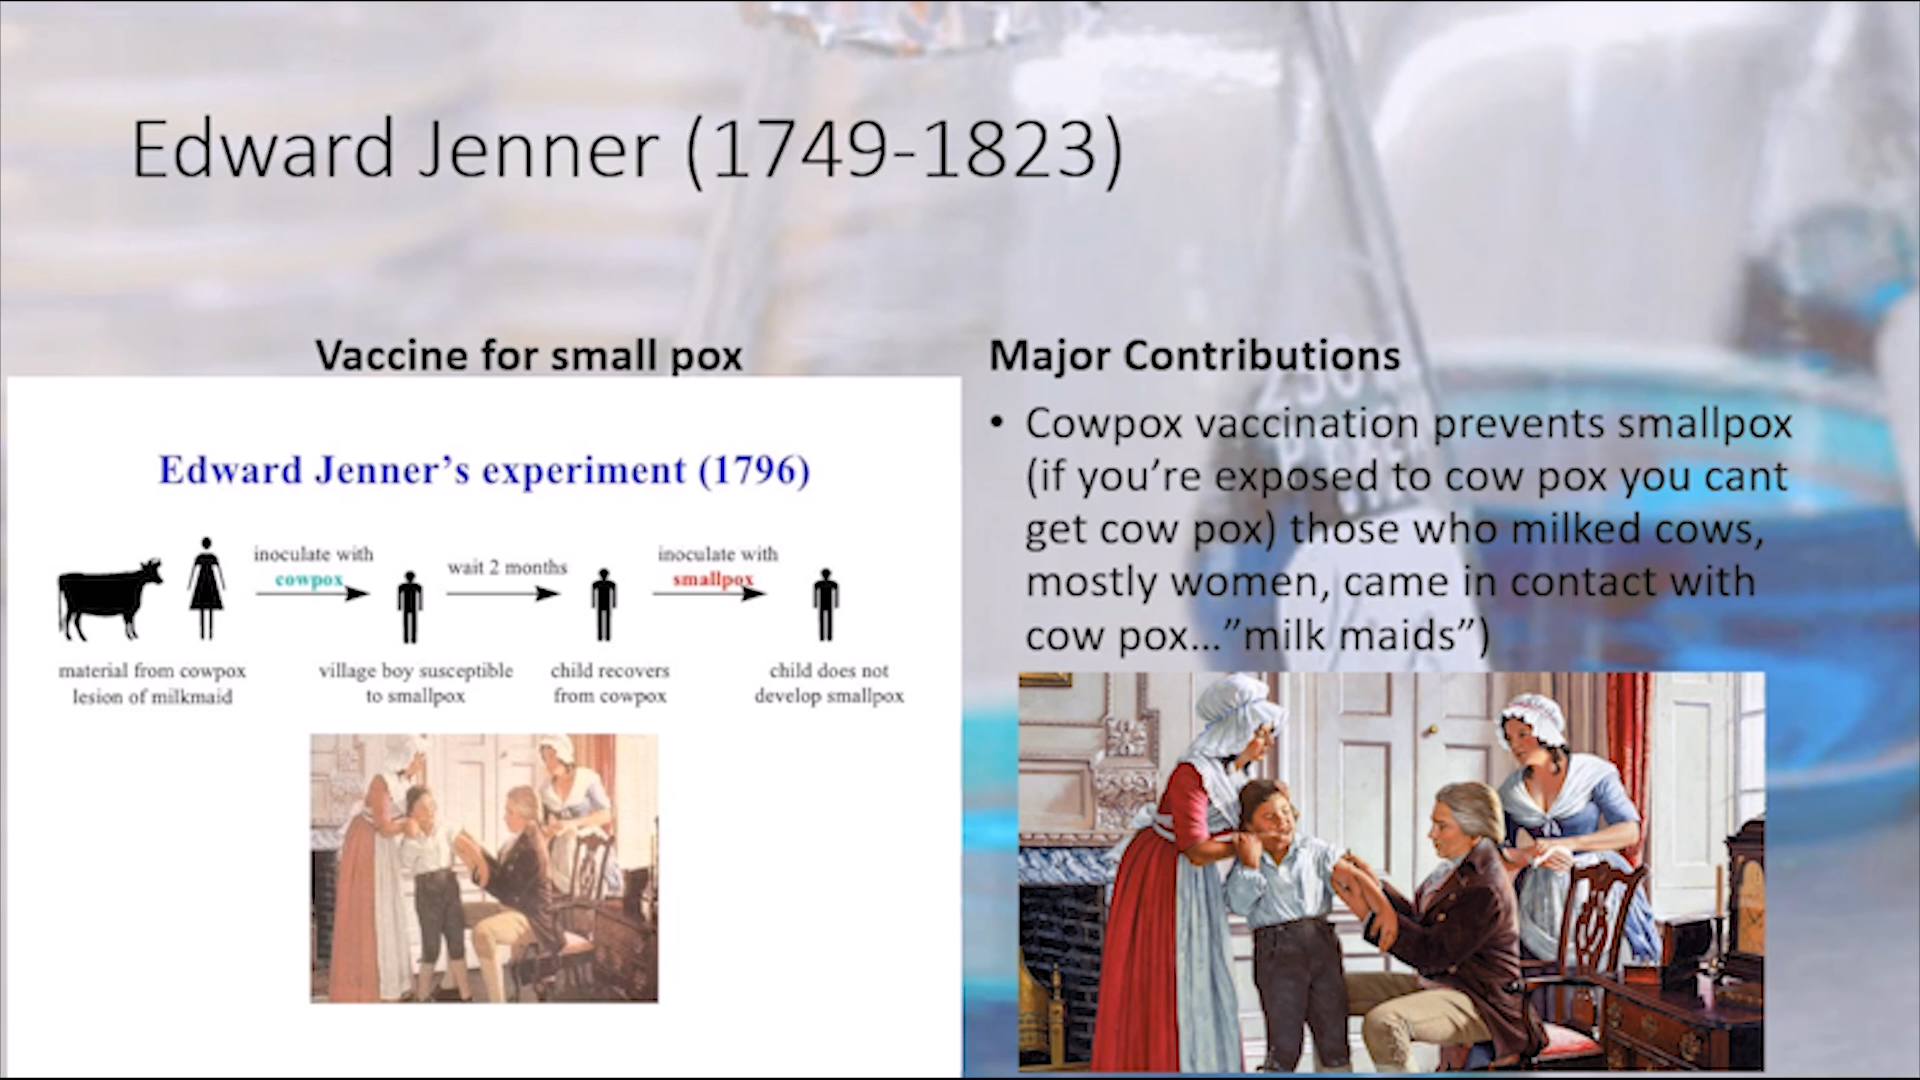 Edward Jenner (1749-1823)
Vaccine for small pox
Edward Jenner's experiment (1796)
inoculate with
cowpox
wait 2 months
inoculate with
smallpox
material from cowpox
lesion of milkmaid
village boy susceptible
to smallpox
child recovers
from cowpox
child does not
develop smallpox
Major Contributions
• Cowpox vaccination prevents smallpox
(if you’re exposed to cow pox you cant
get cow pox) those who milked cows,
mostly women, came in contact with
cow pox…”milk maids”)